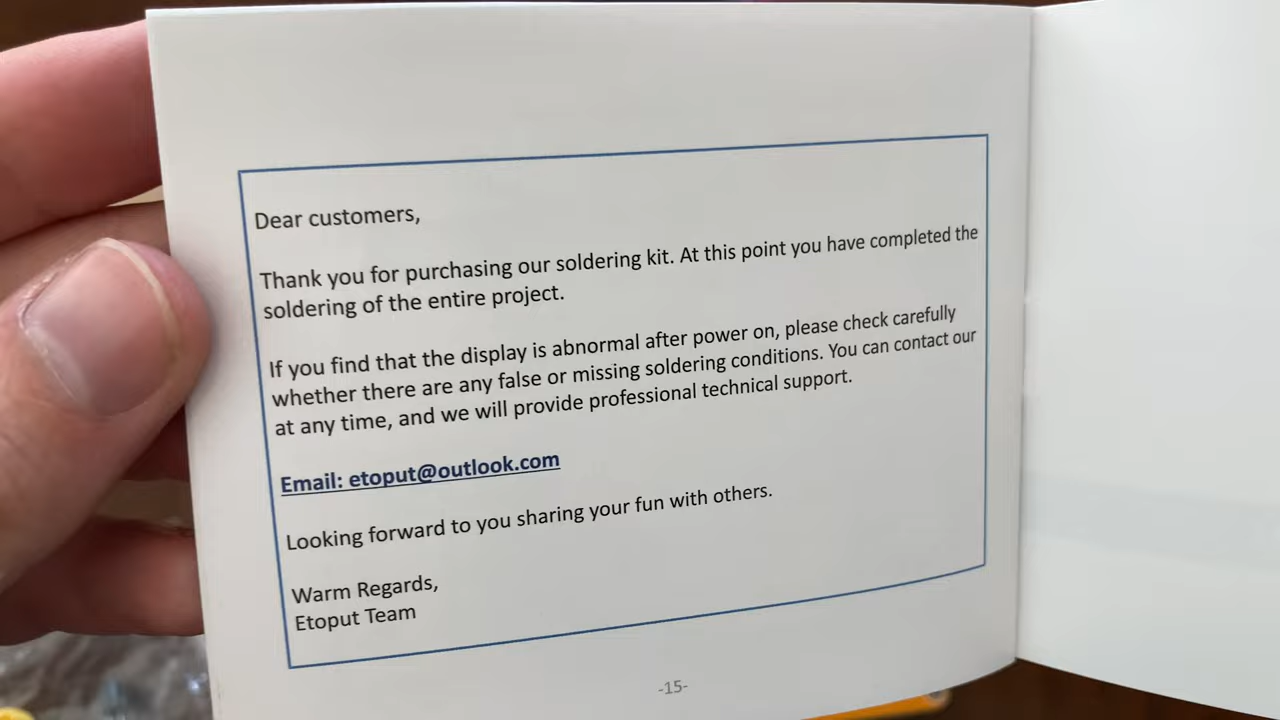 Dear customers,
Thank you for purchasing our soldering kit. At this point you have completed the
soldering of the entire project.
If you find that the display is abnormal after power on, please check carefully
whether there are any false or missing soldering conditions. You can contact our
at any time, and we will provide professional technical support.
Email: etoput@outlook.com
Looking forward to you sharing your fun with others.
Warm Regards,
Etoput Team
-15-